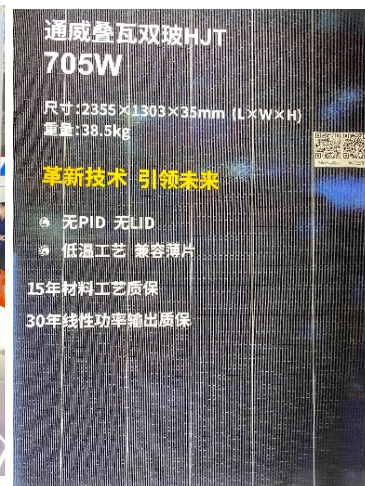 通威叠瓦双玻HJT
705W
尺寸:2355×1303×35mm (L×W×H)
重量:38.5kg
革新技术 引领未来
无PID 无LID
低温工艺 兼容薄片
15年材料工艺质保
30年线性功率输出质保